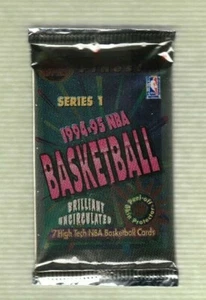 SERIES 1
1994-95 NBA
BASKETBALL
BRILLIANT
UNCIRCULATED
7 High Tech NBA Basketball Cards